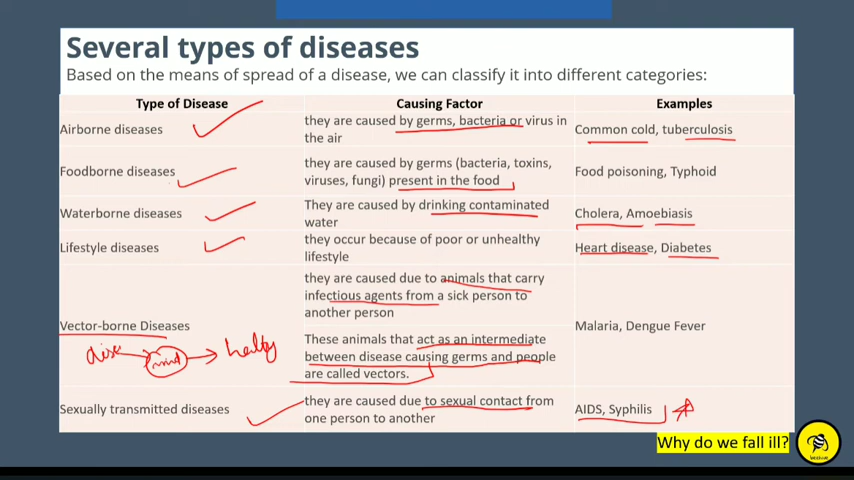 Several types of diseases
Based on the means of spread of a disease, we can classify it into different categories:
Type of Disease Causing Factor Examples
Airborne diseases they are caused by germs, bacteria or virus in the air Common cold, tuberculosis
Foodborne diseases they are caused by germs (bacteria, toxins, viruses, fungi) present in the food Food poisoning, Typhoid
Waterborne diseases They are caused by drinking contaminated water Cholera, Amoebiasis
Lifestyle diseases they occur because of poor or unhealthy lifestyle Heart disease, Diabetes
Vector-borne Diseases they are caused due to animals that carry infectious agents from a sick person to another person
These animals that act as an intermediate between disease causing germs and people are called vectors. Malaria, Dengue Fever
Sexually transmitted diseases they are caused due to sexual contact from one person to another AIDS, Syphilis
Why do we fall ill?